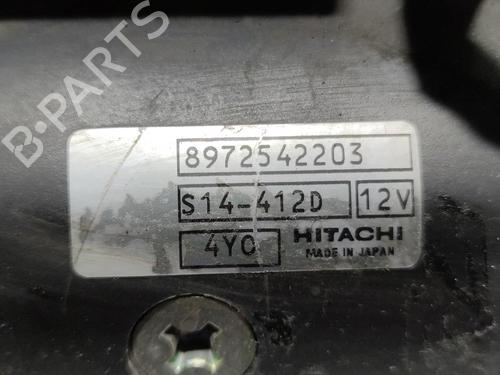 B-PARTS
8972542203
S14-412D 12V
4YC HITACHI
MADE IN JAPAN